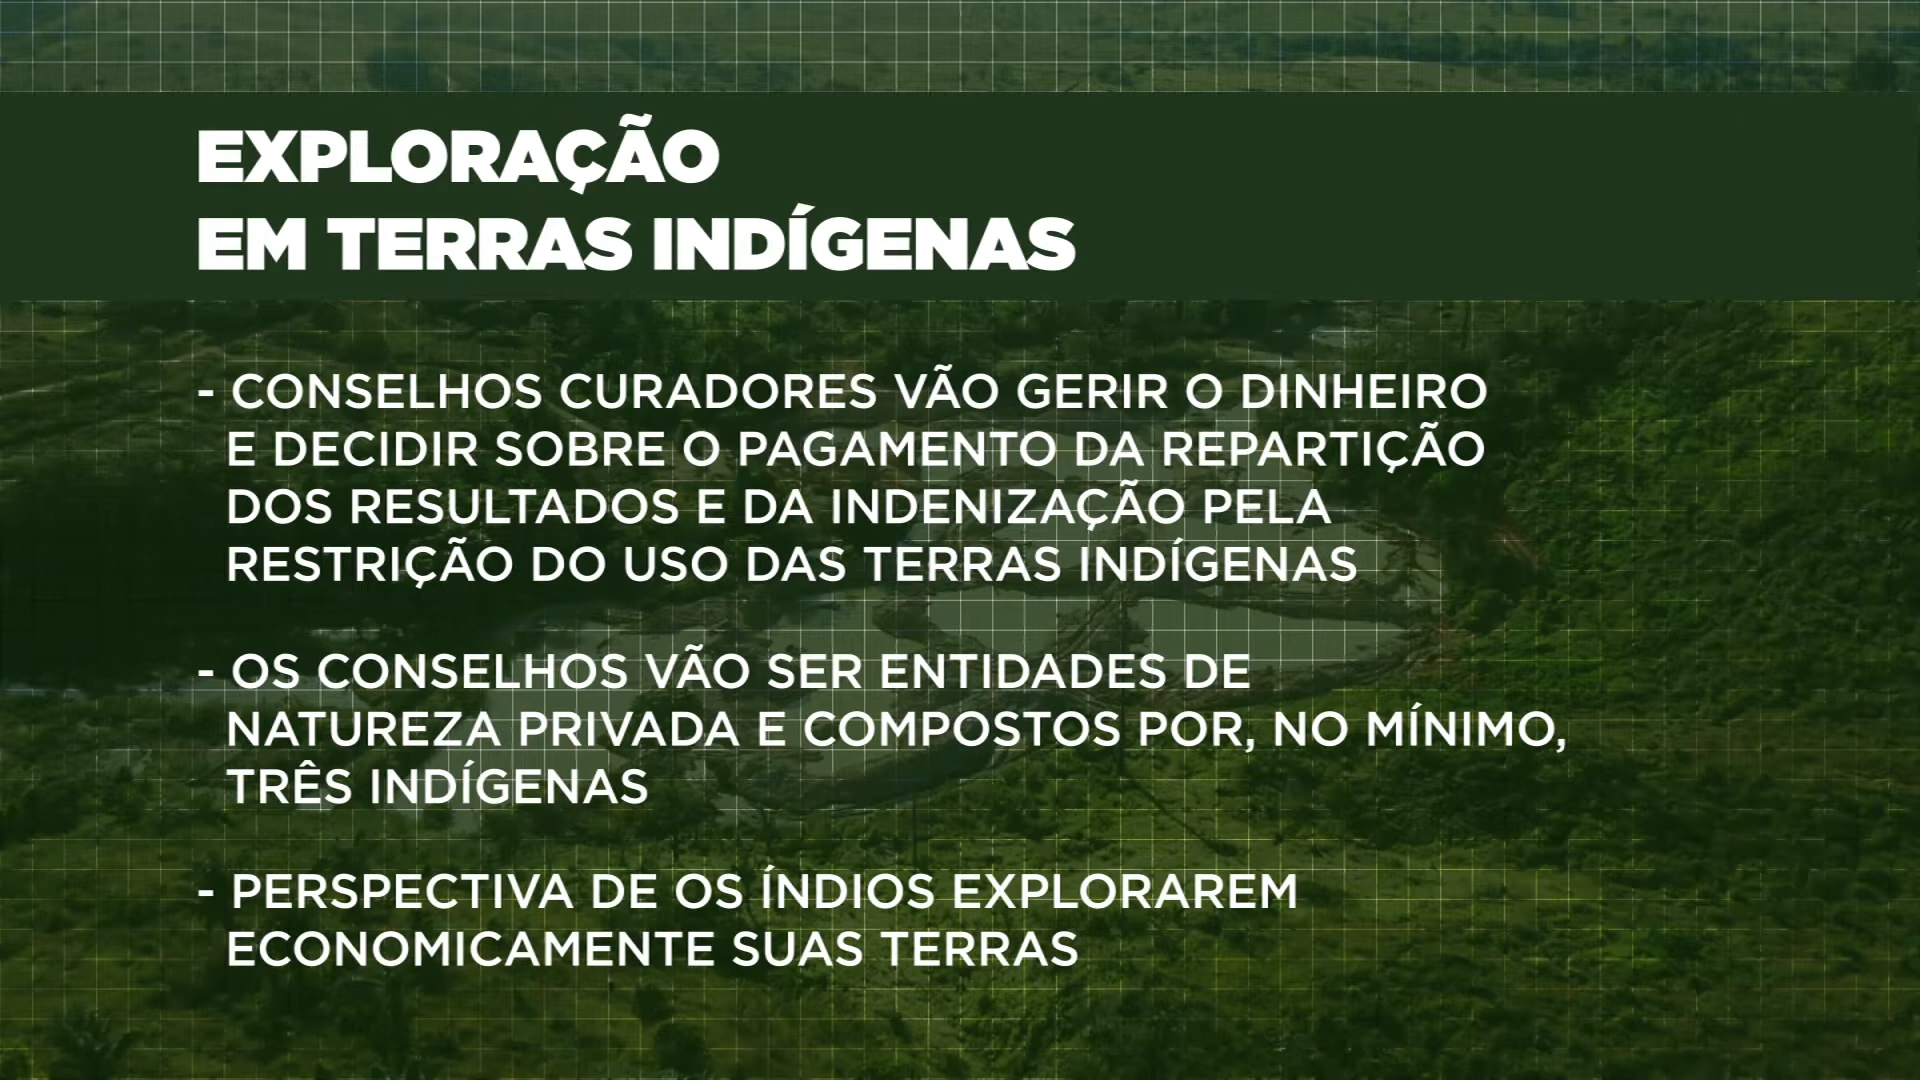 EXPLORAÇÃO
EM TERRAS INDÍGENAS
- CONSELHOS CURADORES VÃO GERIR O DINHEIRO
E DECIDIR SOBRE O PAGAMENTO DA REPARTIÇÃO
DOS RESULTADOS E DA INDENIZAÇÃO PELA
RESTRIÇÃO DO USO DAS TERRAS INDÍGENAS
- OS CONSELHOS VÃO SER ENTIDADES DE
NATUREZA PRIVADA E COMPOSTOS POR, NO MÍNIMO,
TRÊS INDÍGENAS
- PERSPECTIVA DE OS ÍNDIOS EXPLORAREM
ECONOMICAMENTE SUAS TERRAS